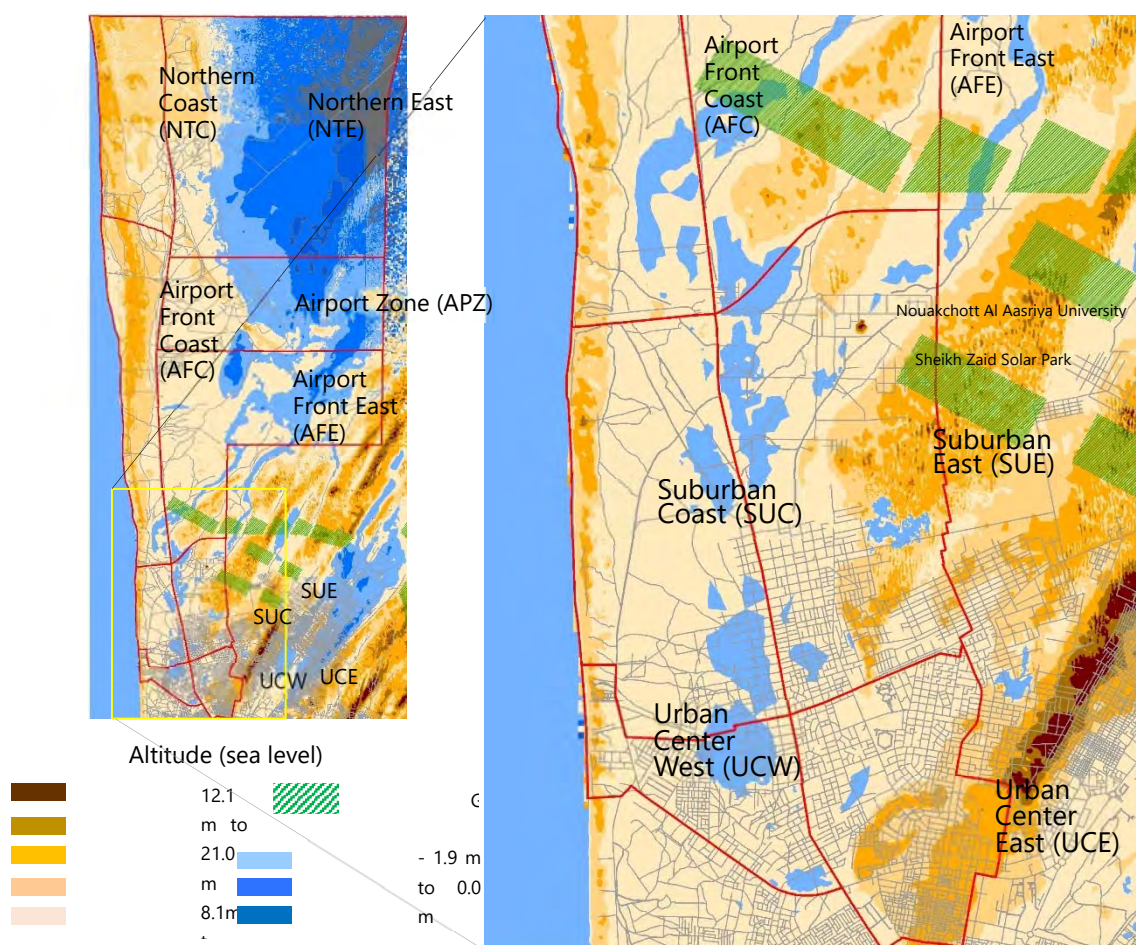 Northern
Coast
(NTC)
Northern East
(NTE)
Airport
Front
Coast
(AFC)
Airport Zone (APZ)
Airport
Front East
(AFE)
SUE
SUC
UCW
UCE
Airport
Front
Coast
(AFC)
Airport
Front East
(AFE)
Nouakchott Al Aasriya University
Sheikh Zaid Solar Park
Suburban
East (SUE)
Suburban
Coast (SUC)
Urban
Center
West (UCW)
Urban
Center
East (UCE)
Altitude (sea level)
12.1
m to
21.0
m
8.1m
- 1.9 m
to 0.0
m